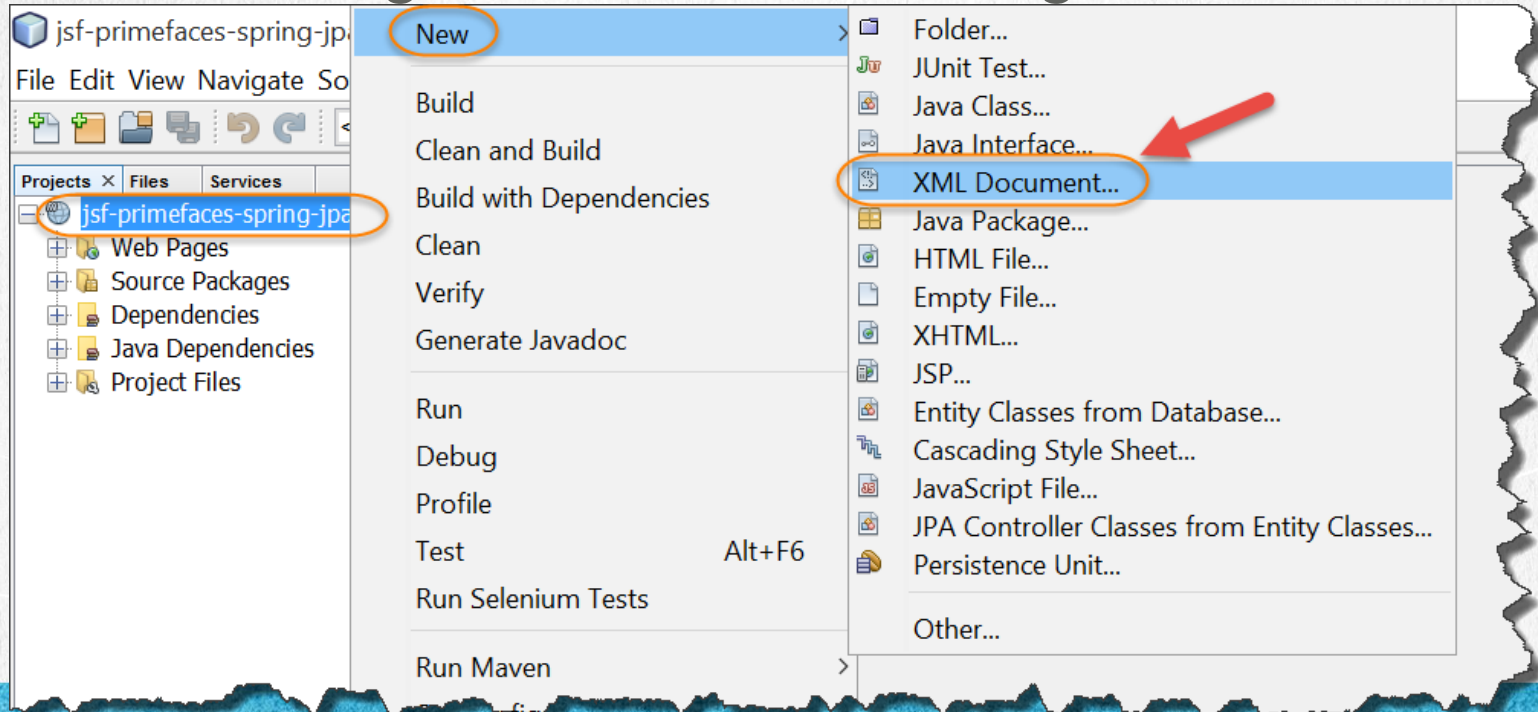 jsf-primefaces-spring-jpa
File Edit View Navigate So
Projects × Files Services
jsf-primefaces-spring-jpa
Web Pages
Source Packages
Dependencies
Java Dependencies
Project Files
New >
Build
Clean and Build
Build with Dependencies
Clean
Verify
Generate Javadoc
Run
Debug
Profile
Test Alt+F6
Run Selenium Tests
Run Maven >
Folder...
JUnit Test...
Java Class...
Java Interface...
XML Document...
Java Package...
HTML File...
Empty File...
XHTML...
JSP...
Entity Classes from Database...
Cascading Style Sheet...
JavaScript File...
JPA Controller Classes from Entity Classes...
Persistence Unit...
Other...